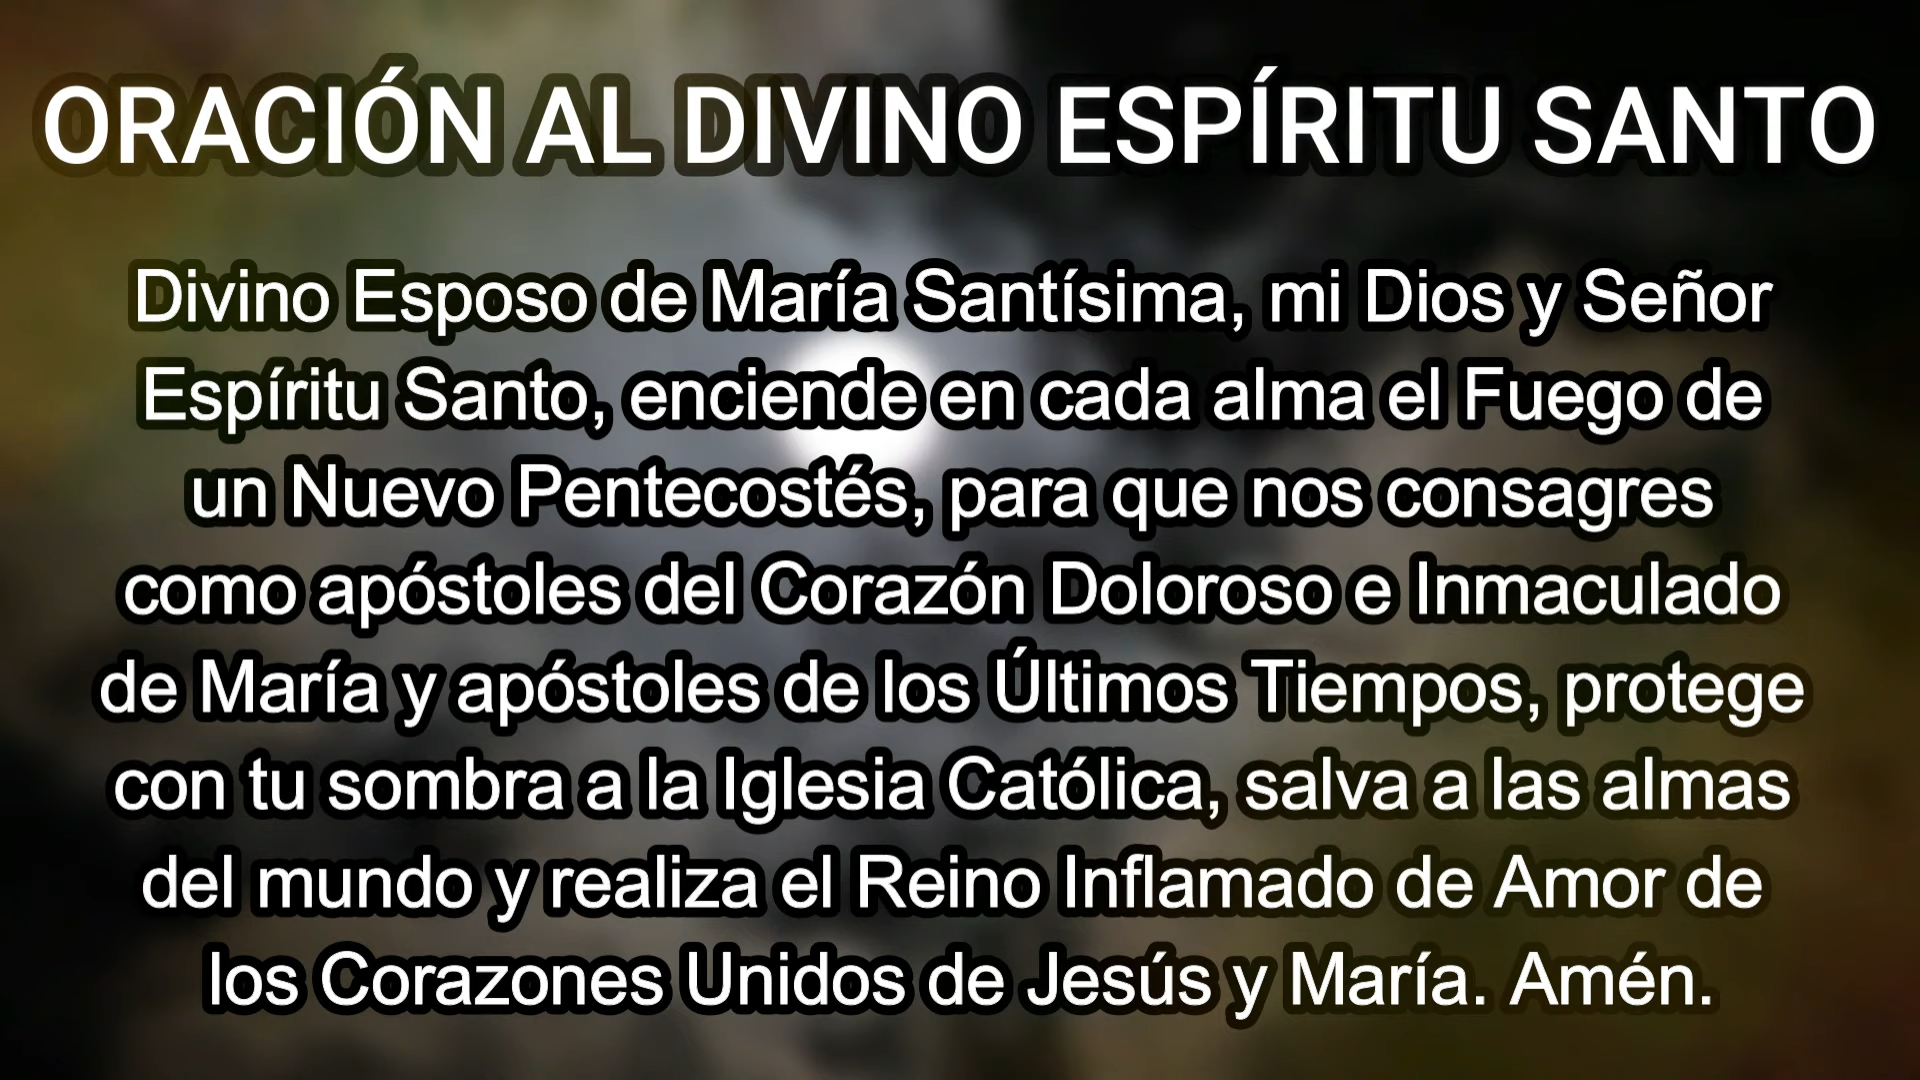 ORACIÓN AL DIVINO ESPÍRITU SANTO
Divino Esposo de María Santísima, mi Dios y Señor
Espíritu Santo, enciende en cada alma el Fuego de
un Nuevo Pentecostés, para que nos consagres
como apóstoles del Corazón Doloroso e Inmaculado
de María y apóstoles de los Últimos Tiempos, protege
con tu sombra a la Iglesia Católica, salva a las almas
del mundo y realiza el Reino Inflamado de Amor de
los Corazones Unidos de Jesús y María. Amén.